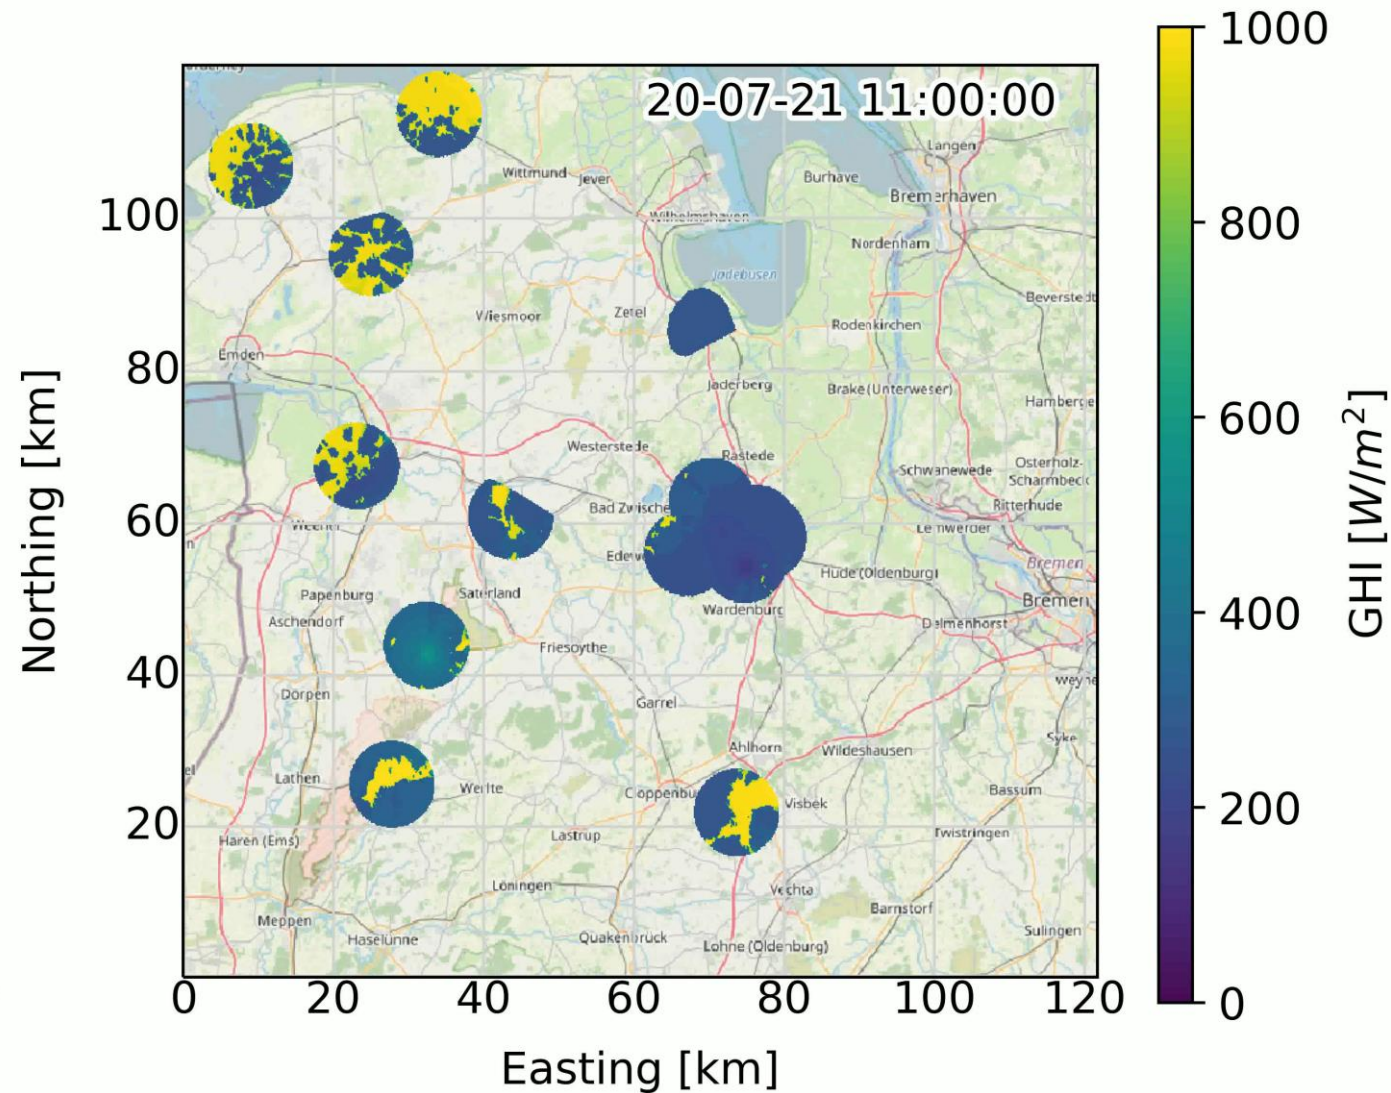 20-07-21 11:00:00
Langen
Wittmund
Jever
Burhave
Bremerhaven
Wilhelmshaven
Nordenham
Jadebusen
Beverstedt
Wiesmoor
Zetel
Rodenkirchen
Emden
Jaderberg
Brake (Unterweser)
Hamberge
Westerstede
Rastede
Schwanewede
Osterholz-
Scharmbeck
Bad Zwische
Ritterhude
Weener
Lemwerder
Edew
Hude (Oldenburg)
Bremen
Papenburg
Saterland
Wardenburg
Bremen
Aschendorf
Delmenhorst
Friesoythe
Dörpen
Garrel
Weyhe
Ahlhorn
Wildeshausen
Syke
Lathen
Werlte
Cloppenbu
Visbek
Bassum
Haren (Ems)
Lastrup
Twistringen
Löningen
Vechta
Meppen
Barnstorf
Haselünne
Quakenbrück
Lohne (Oldenburg)
Sulingen
100
80
60
40
20
0 20 40 60 80 100 120
Northing [km]
Easting [km]
1000
800
600
400
200
0
GHI [W/m²]